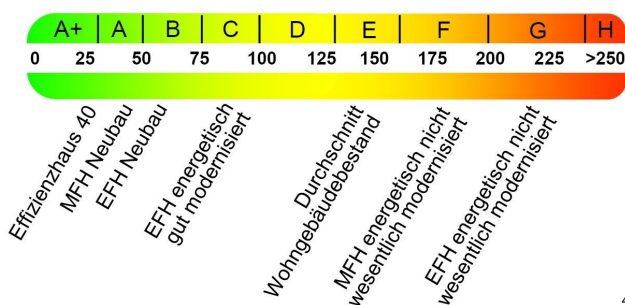 A+ A B C D E F G H
0 25 50 75 100 125 150 175 200 225 >250
Effizienzhaus 40
MFH Neubau
EFH Neubau
EFH energetisch
gut modernisiert
Durchschnitt
Wohngebäudebestand
MFH energetisch nicht
wesentlich modernisiert
EFH energetisch nicht
wesentlich modernisiert